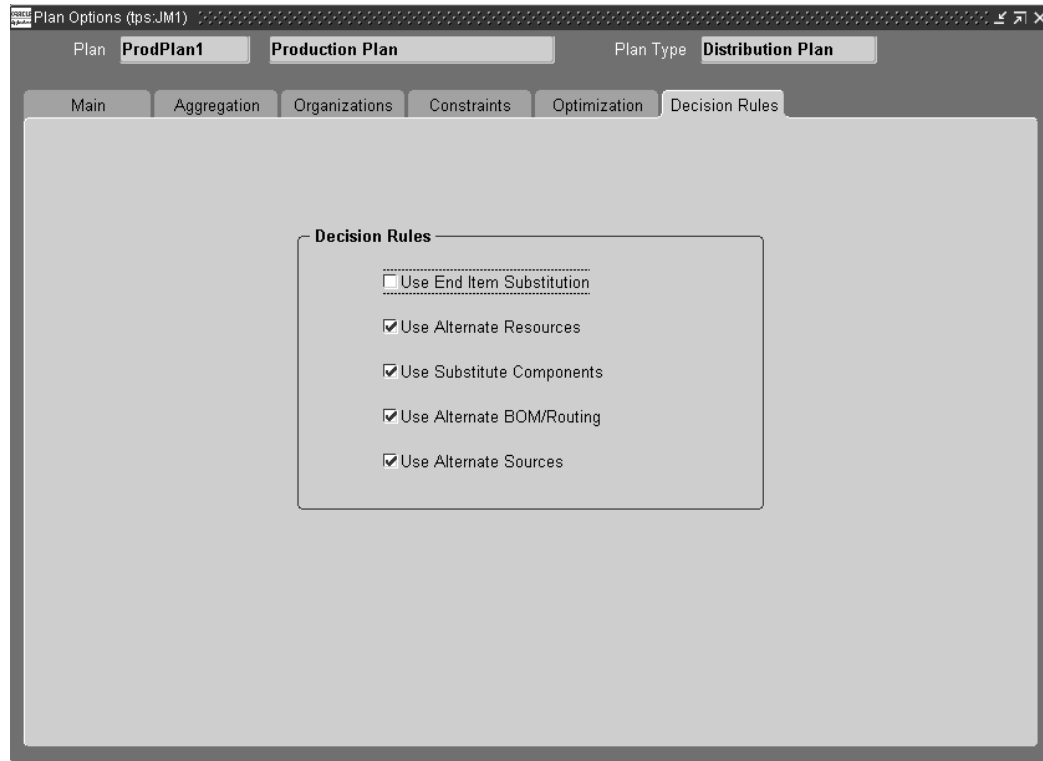 Plan Options (tps:JM1)
Plan ProdPlan1 Production Plan Plan Type Distribution Plan
Main Aggregation Organizations Constraints Optimization Decision Rules
Decision Rules
Use End Item Substitution
Use Alternate Resources
Use Substitute Components
Use Alternate BOM/Routing
Use Alternate Sources